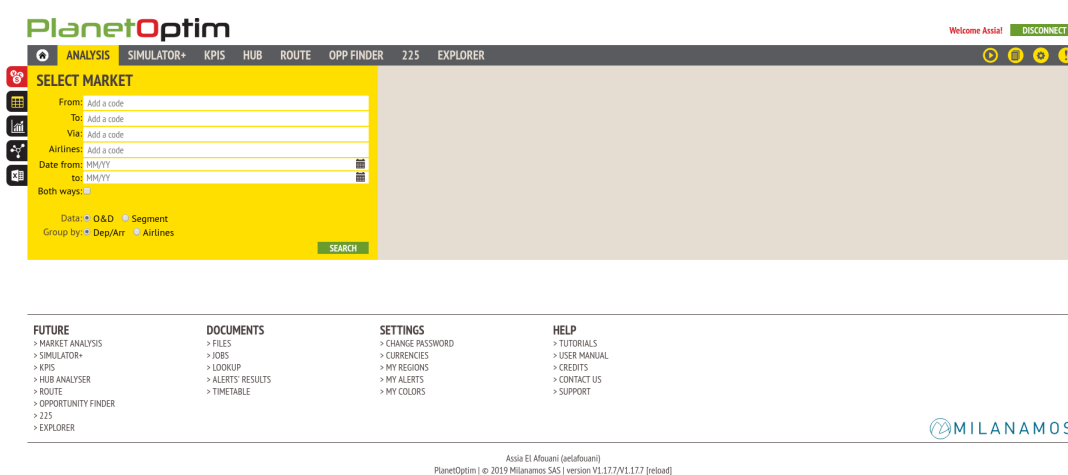 PlanetOptim
Welcome Assia! DISCONNECT
ANALYSIS SIMULATOR+ KPIS HUB ROUTE OPP FINDER 225 EXPLORER
SELECT MARKET
From: Add a code
To: Add a code
Via: Add a code
Airlines: Add a code
Date from: MM/YY
to: MM/YY
Both ways:
Data: O&D Segment
Group by: Dep/Arr Airlines
SEARCH
FUTURE DOCUMENTS SETTINGS HELP
> MARKET ANALYSIS > FILES > CHANGE PASSWORD > TUTORIALS
> SIMULATOR+ > JOBS > CURRENCIES > USER MANUAL
> KPIS > LOOKUP > MY REGIONS > CREDITS
> HUB ANALYSER > ALERTS' RESULTS > MY ALERTS > CONTACT US
> ROUTE > TIMETABLE > MY COLORS > SUPPORT
> OPPORTUNITY FINDER
> 225
> EXPLORER
MILANAMOS
Assia El Afouani (aelafouani)
PlanetOptim | © 2019 Milanamos SAS | version V1.17.7/V1.17.7 [reload]